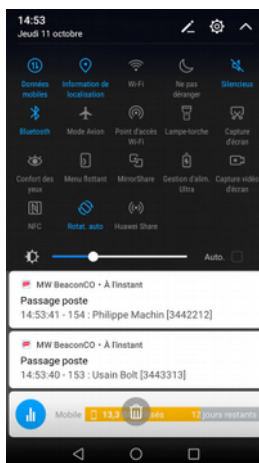 14:53
Jeudi 11 octobre
Données mobiles
Information de localisation
Wi-Fi
Ne pas déranger
Silencieux
Bluetooth
Mode Avion
Point d'accès Wi-Fi
Lampe-torche
Capture d'écran
Confort des yeux
Menu flottant
MirrorShare
Gestion d'alim. Ultra
Capture vidéo d'écran
NFC
Rotat. auto
Huawei Share
Auto.
MW BeaconCO • À l'instant
Passage poste
14:53:41 - 154 : Philippe Machin [3442212]
MW BeaconCO • À l'instant
Passage poste
14:53:40 - 153 : Usain Bolt [3443313]
Mobile 13,3 12 jours restants